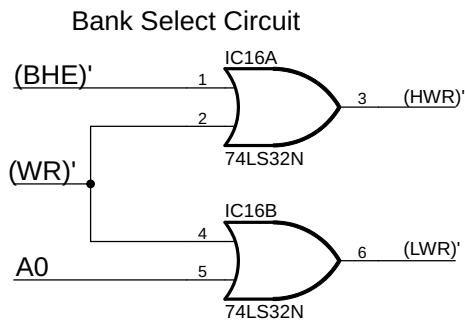 Bank Select Circuit
IC16A
(BHE)'
1
3
(HWR)'
2
74LS32N
(WR)'
IC16B
4
6
(LWR)'
A0
5
74LS32N